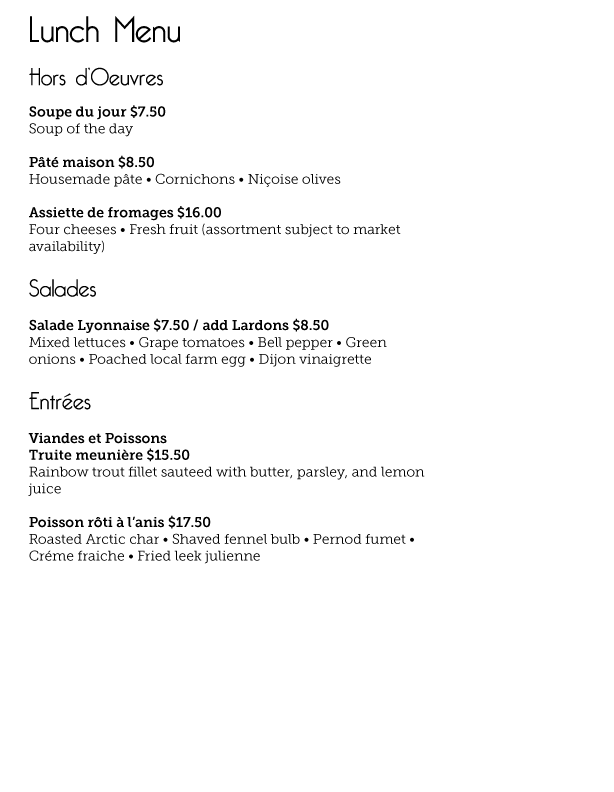 Lunch Menu
Hors d'Oeuvres
Soupe du jour $7.50
Soup of the day
Pâté maison $8.50
Housemade pâte • Cornichons • Niçoise olives
Assiette de fromages $16.00
Four cheeses • Fresh fruit (assortment subject to market
availability)
Salades
Salade Lyonnaise $7.50 / add Lardons $8.50
Mixed lettuces • Grape tomatoes • Bell pepper • Green
onions • Poached local farm egg • Dijon vinaigrette
Entrées
Viandes et Poissons
Truite meunière $15.50
Rainbow trout fillet sauteed with butter, parsley, and lemon
juice
Poisson rôti à l’anis $17.50
Roasted Arctic char • Shaved fennel bulb • Pernod fumet •
Créme fraiche • Fried leek julienne